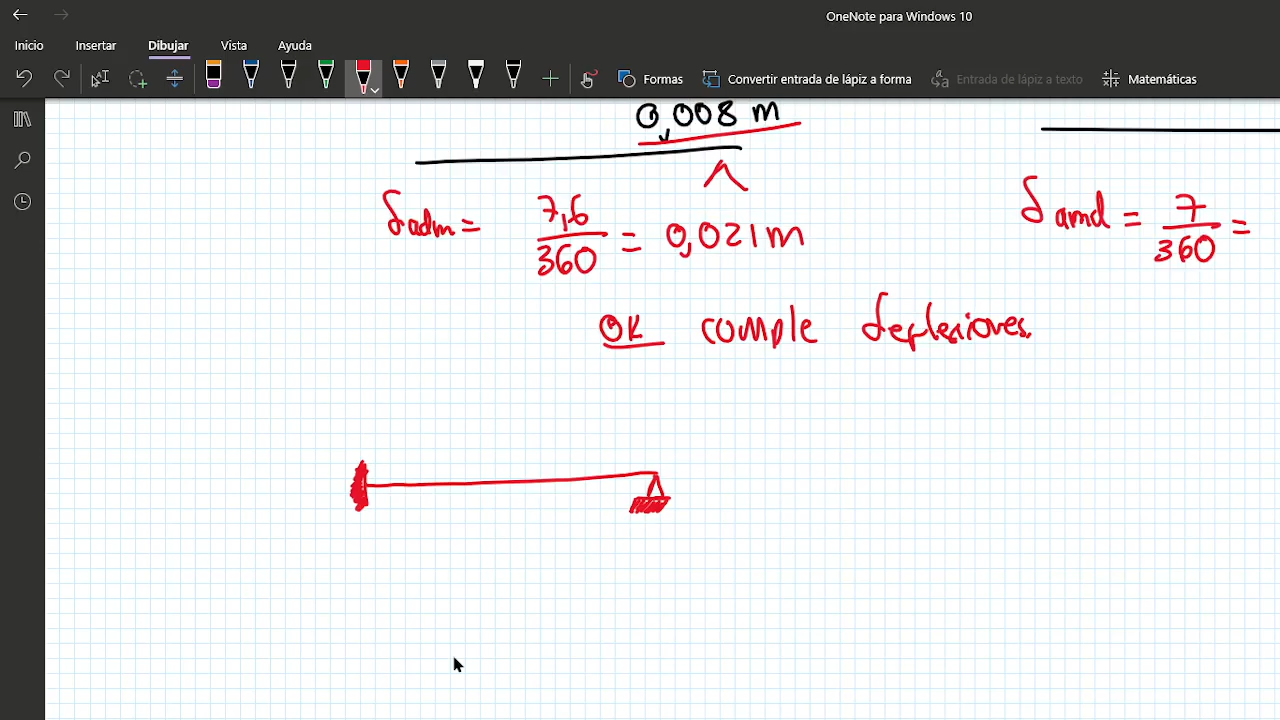 OneNote para Windows 10
Inicio Insertar Dibujar Vista Ayuda
Formas Convertir entrada de lápiz a forma Entrada de lápiz a texto Matemáticas
0,008 m
δadm = 7,6/360 = 0,021 m
δamd = 7/360 =
OK cumple deflexiones.